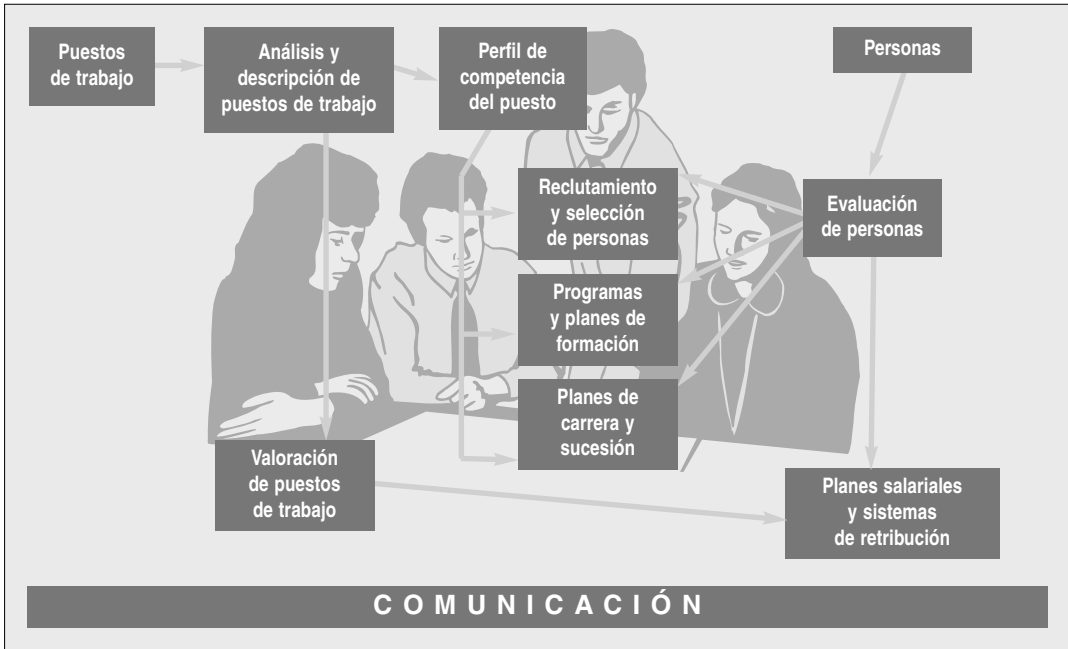 Puestos
de trabajo
Análisis y
descripción de
puestos de trabajo
Perfil de
competencia
del puesto
Personas
Reclutamiento
y selección
de personas
Evaluación
de personas
Programas
y planes de
formación
Planes de
carrera y
sucesión
Valoración
de puestos
de trabajo
Planes salariales
y sistemas
de retribución
COMUNICACIÓN